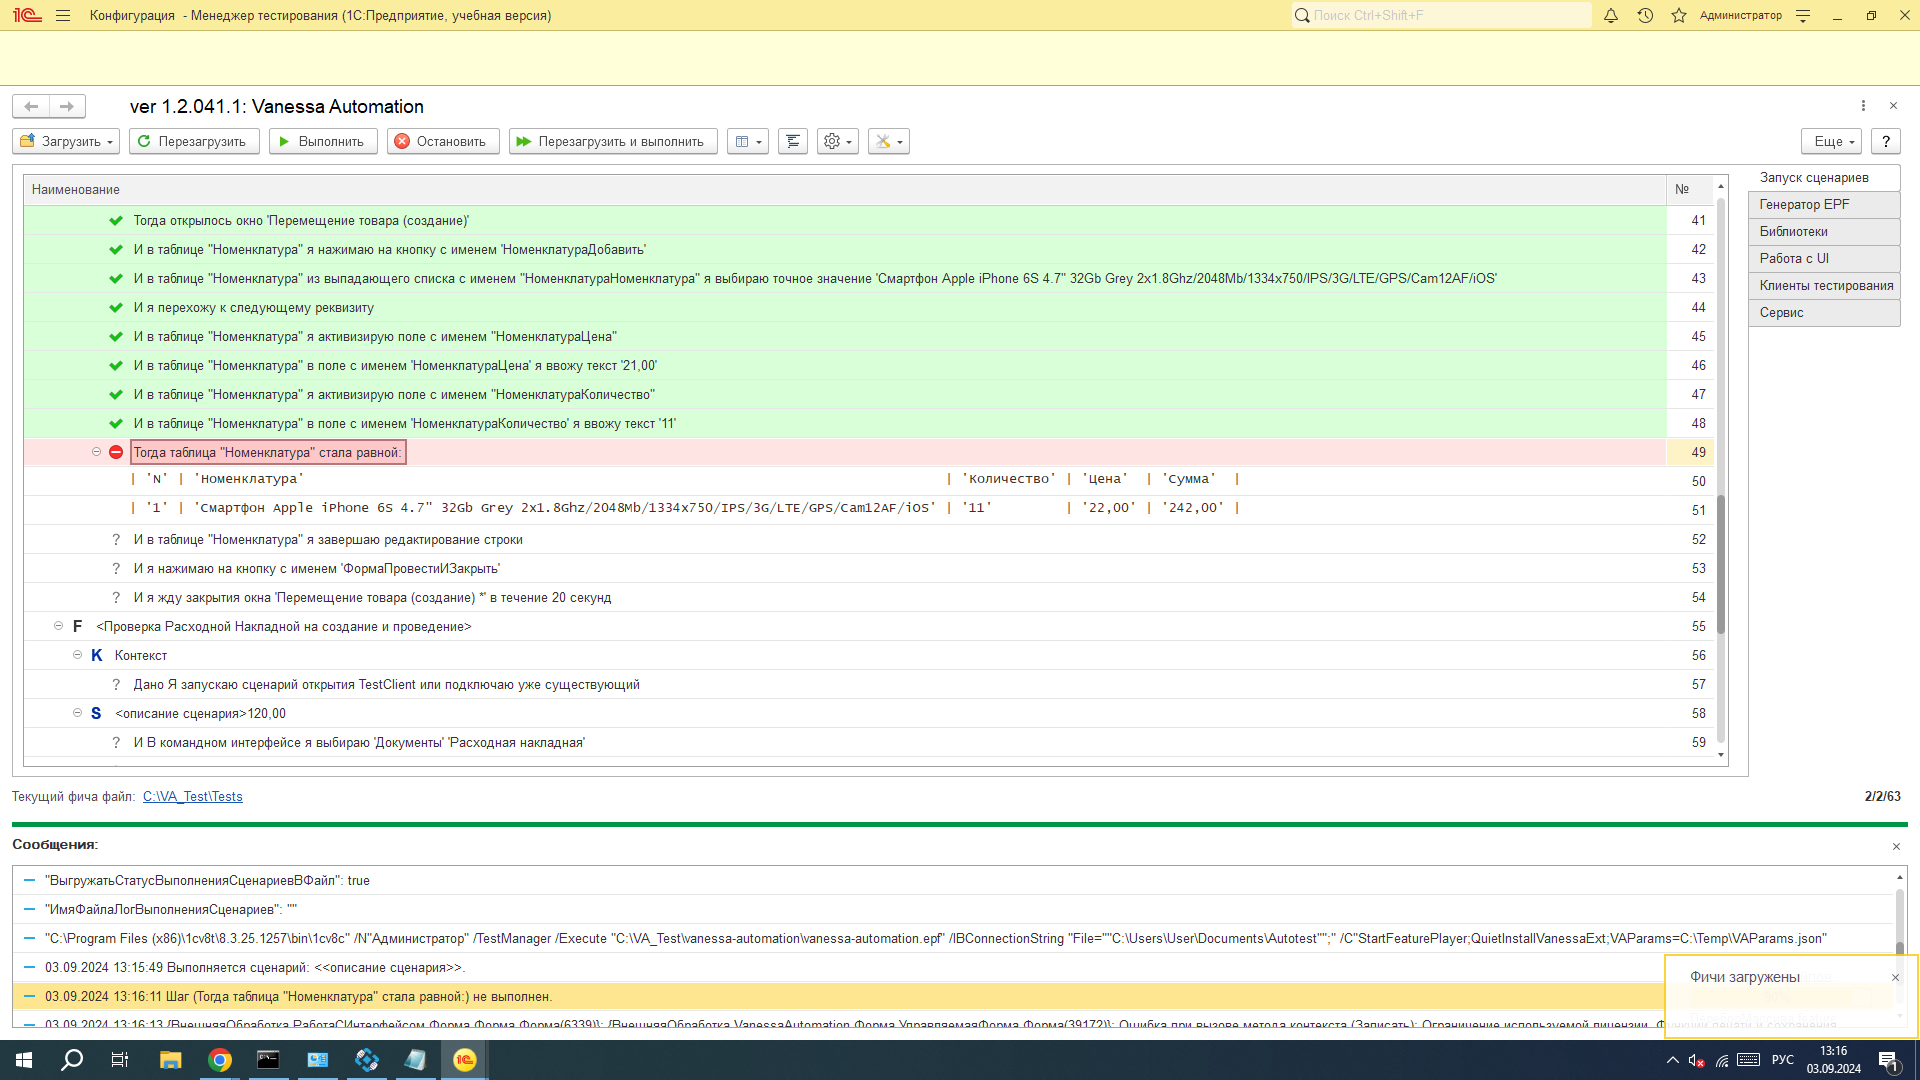 Конфигурация - Менеджер тестирования (1С:Предприятие, учебная версия)
Поиск Ctrl+Shift+F
Администратор
ver 1.2.041.1: Vanessa Automation
Загрузить
Перезагрузить
Выполнить
Остановить
Перезагрузить и выполнить
Еще
?
Запуск сценариев
Генератор EPF
Библиотеки
Работа с UI
Клиенты тестирования
Сервис
Наименование №
Тогда открылось окно 'Перемещение товара (создание)' 41
И в таблице "Номенклатура" я нажимаю на кнопку с именем 'НоменклатураДобавить' 42
И в таблице "Номенклатура" из выпадающего списка с именем "НоменклатураНоменклатура" я выбираю точное значение 'Смартфон Apple iPhone 6S 4.7" 32Gb Grey 2x1.8Ghz/2048Mb/1334x750/IPS/3G/LTE/GPS/Cam12AF/iOS' 43
И я перехожу к следующему реквизиту 44
И в таблице "Номенклатура" я активизирую поле с именем "НоменклатураЦена" 45
И в таблице "Номенклатура" в поле с именем 'НоменклатураЦена' я ввожу текст '21,00' 46
И в таблице "Номенклатура" я активизирую поле с именем "НоменклатураКоличество" 47
И в таблице "Номенклатура" в поле с именем 'НоменклатураКоличество' я ввожу текст '11' 48
Тогда таблица "Номенклатура" стала равной: 49
| 'N' | 'Номенклатура' | 'Количество' | 'Цена' | 'Сумма' | 50
| '1' | 'Смартфон Apple iPhone 6S 4.7" 32Gb Grey 2x1.8Ghz/2048Mb/1334x750/IPS/3G/LTE/GPS/Cam12AF/iOS' | '11' | '22,00' | '242,00' | 51
? И в таблице "Номенклатура" я завершаю редактирование строки 52
? И я нажимаю на кнопку с именем 'ФормаПровестиИЗакрыть' 53
? И я жду закрытия окна 'Перемещение товара (создание) *' в течение 20 секунд 54
F <Проверка Расходной Накладной на создание и проведение> 55
K Контекст 56
? Дано Я запускаю сценарий открытия TestClient или подключаю уже существующий 57
S <описание сценария>120,00 58
? И В командном интерфейсе я выбираю 'Документы' 'Расходная накладная' 59
Текущий фича файл: C:\VA_Test\Tests 2/2/63
Сообщения:
"ВыгружатьСтатусВыполненияСценариевВФайл": true
"ИмяФайлаЛогВыполненияСценариев": ""
"C:\Program Files (x86)\1cv8t\8.3.25.1257\bin\1cv8c" /N"Администратор" /TestManager /Execute "C:\VA_Test\vanessa-automation\vanessa-automation.epf" /IBConnectionString "File=""C:\Users\User\Documents\Autotest"";" /C"StartFeaturePlayer;QuietInstallVanessaExt;VAParams=C:\Temp\VAParams.json"
03.09.2024 13:15:49 Выполняется сценарий: <<описание сценария>>.
03.09.2024 13:16:11 Шаг (Тогда таблица "Номенклатура" стала равной:) не выполнен.
03.09.2024 13:16:13 {ВнешняяОбработка.РаботаСИнтерфейсом.Форма.Форма.Форма(6339)}: {ВнешняяОбработка.VanessaAutomation.Форма.УправляемаяФорма.Форма(39172)}: Ошибка при вызове метода контекста (Записать): Ограничение используемой лицензии. Функции печати и сохранения
Фичи загружены
РУС
13:16
03.09.2024
1